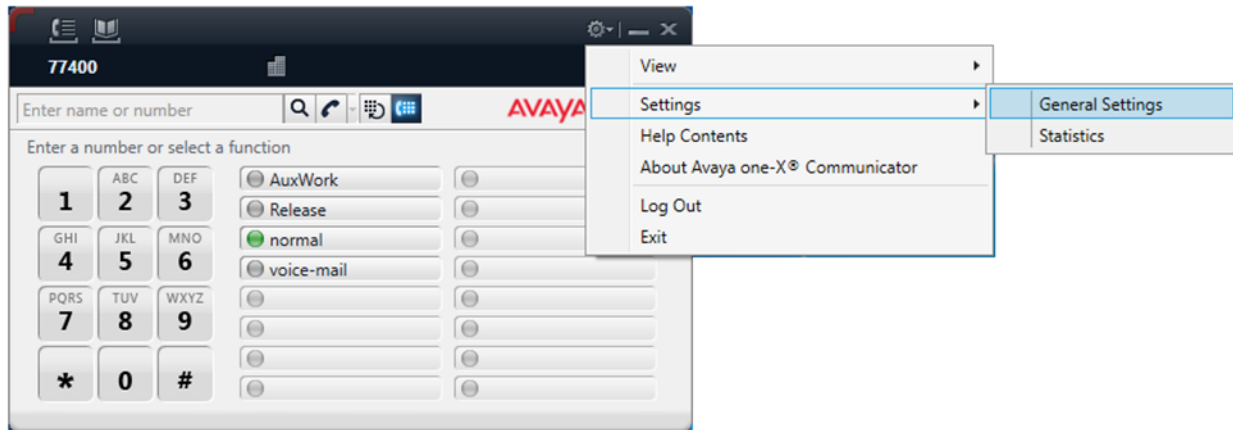 77400
View
Enter name or number
AVAYA
Settings
General Settings
Help Contents
Statistics
Enter a number or select a function
About Avaya one-X® Communicator
1
ABC
2
DEF
3
AuxWork
Release
Log Out
GHI
4
JKL
5
MNO
6
normal
voice-mail
Exit
PQRS
7
TUV
8
WXYZ
9
*
0
#